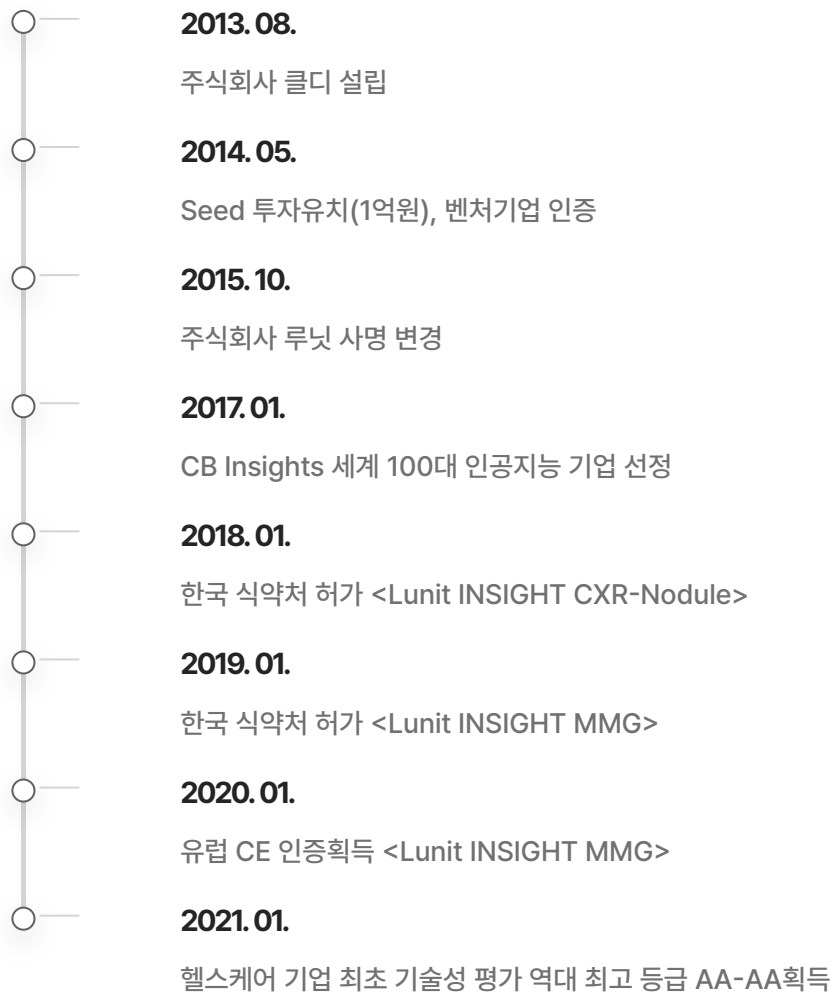 2013. 08.
주식회사 클디 설립
2014. 05.
Seed 투자유치(1억원), 벤처기업 인증
2015. 10.
주식회사 루닛 사명 변경
2017. 01.
CB Insights 세계 100대 인공지능 기업 선정
2018. 01.
한국 식약처 허가 <Lunit INSIGHT CXR-Nodule>
2019. 01.
한국 식약처 허가 <Lunit INSIGHT MMG>
2020. 01.
유럽 CE 인증획득 <Lunit INSIGHT MMG>
2021. 01.
헬스케어 기업 최초 기술성 평가 역대 최고 등급 AA-AA획득